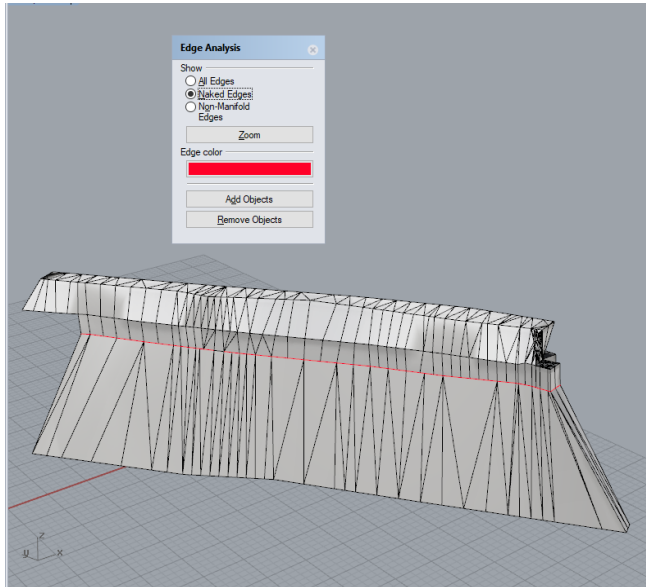 Edge Analysis
Show
All Edges
Naked Edges
Non-Manifold
Edges
Zoom
Edge color
Add Objects
Remove Objects
z
y x